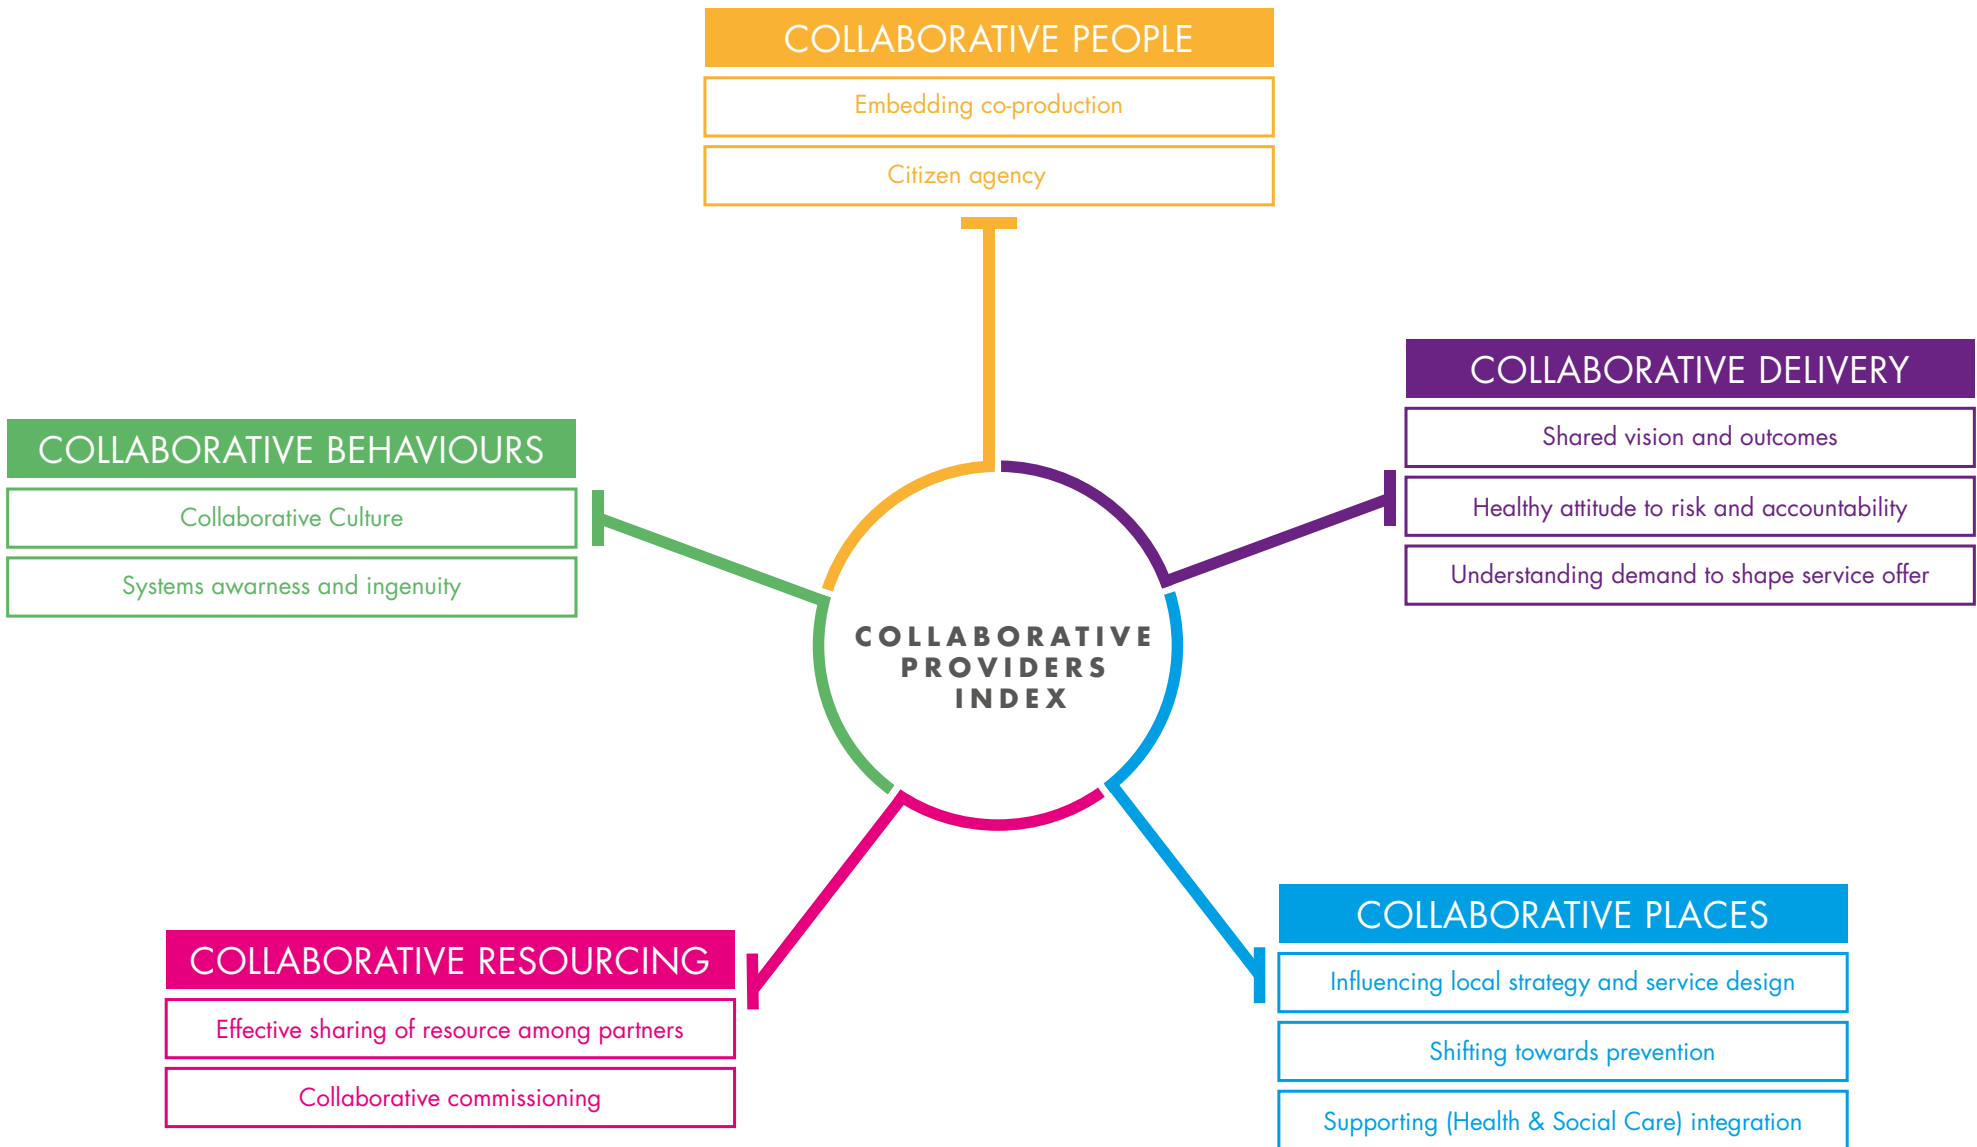 COLLABORATIVE PEOPLE
Embedding co-production
Citizen agency
COLLABORATIVE DELIVERY
Shared vision and outcomes
Healthy attitude to risk and accountability
Understanding demand to shape service offer
COLLABORATIVE BEHAVIOURS
Collaborative Culture
Systems awarness and ingenuity
COLLABORATIVE
PROVIDERS
INDEX
COLLABORATIVE PLACES
Influencing local strategy and service design
Shifting towards prevention
Supporting (Health & Social Care) integration
COLLABORATIVE RESOURCING
Effective sharing of resource among partners
Collaborative commissioning